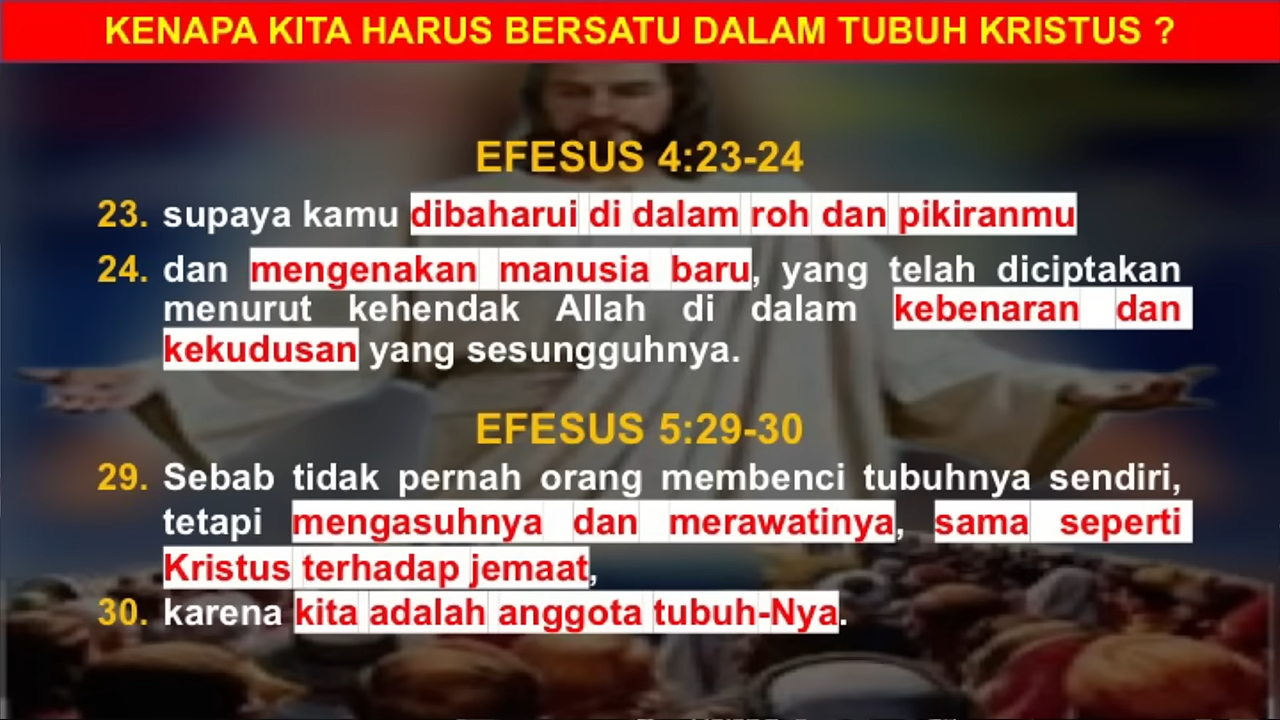 KENAPA KITA HARUS BERSATU DALAM TUBUH KRISTUS ?
EFESUS 4:23-24
23. supaya kamu dibaharui di dalam roh dan pikiranmu
24. dan mengenakan manusia baru, yang telah diciptakan
menurut kehendak Allah di dalam kebenaran dan
kekudusan yang sesungguhnya.
EFESUS 5:29-30
29. Sebab tidak pernah orang membenci tubuhnya sendiri,
tetapi mengasuhnya dan merawatinya, sama seperti
Kristus terhadap jemaat,
30. karena kita adalah anggota tubuh-Nya.